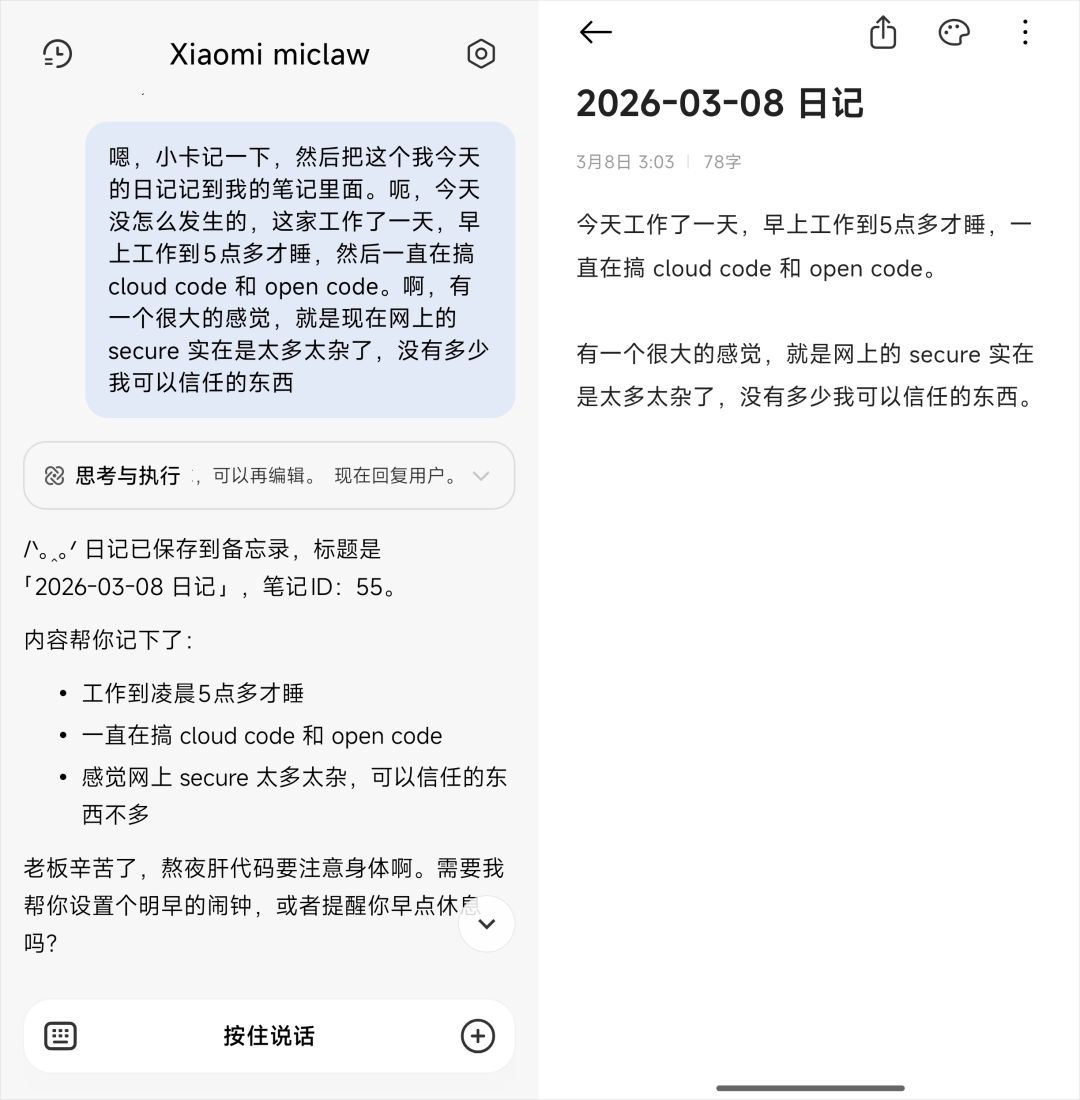 Xiaomi miclaw
嗯，小卡记一下，然后把这个我今天
的日记记到我的笔记里面。呃，今天
没怎么发生的，这家工作了一天，早
上工作到5点多才睡，然后一直在搞
cloud code 和 open code。啊，有
一个很大的感觉，就是现在网上的
secure 实在是太多太杂了，没有多少
我可以信任的东西
思考与执行 ，可以再编辑。 现在回复用户。
日记已保存到备忘录，标题是
「2026-03-08 日记」，笔记ID：55。
内容帮你记下了：
• 工作到凌晨5点多才睡
• 一直在搞 cloud code 和 open code
• 感觉网上 secure 太多太杂，可以信任的东
西不多
老板辛苦了，熬夜肝代码要注意身体啊。需要我
帮你设置个明早的闹钟，或者提醒你早点休息
吗？
按住说话
2026-03-08 日记
3月8日 3:03 | 78字
今天工作了一天，早上工作到5点多才睡，一
直在搞 cloud code 和 open code。
有一个很大的感觉，就是网上的 secure 实在
是太多太杂了，没有多少我可以信任的东西。